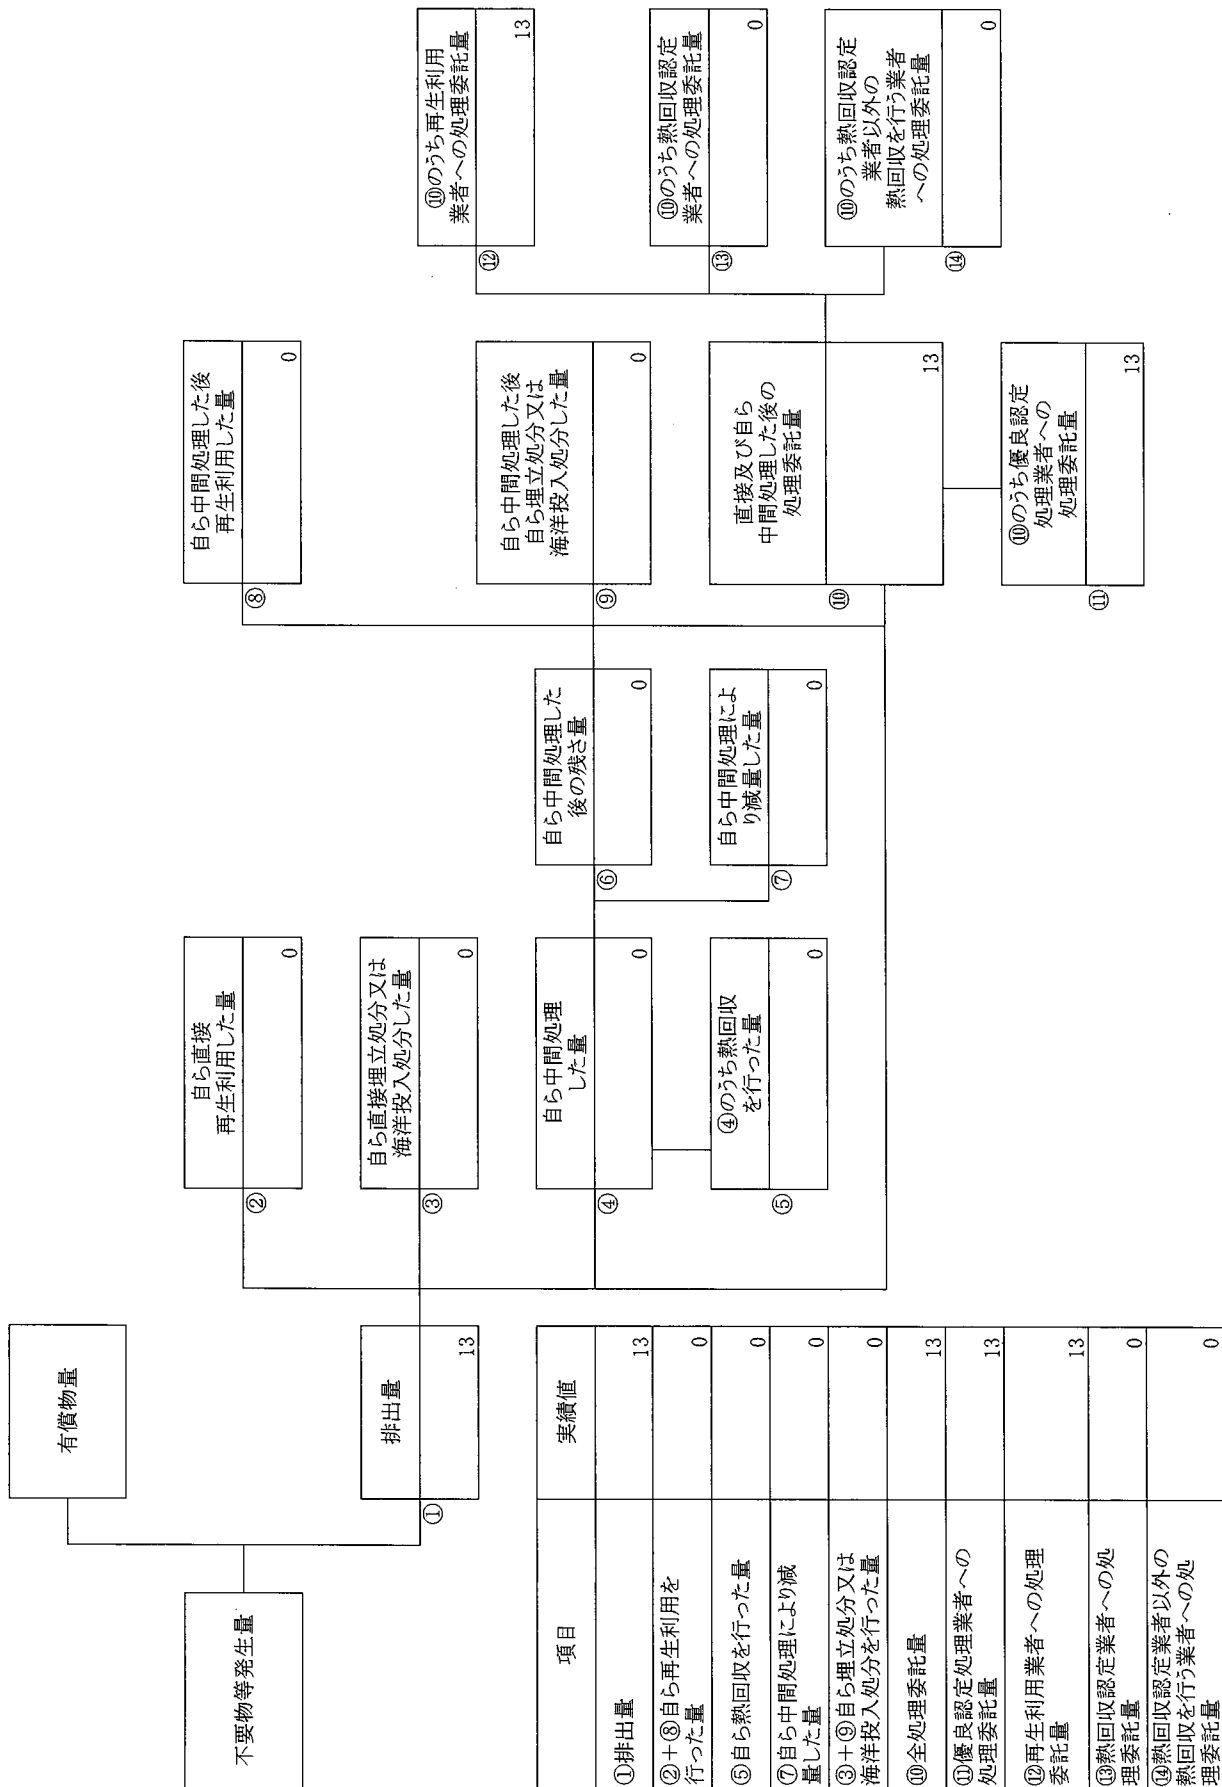 不要物等発生量
有償物量
①
排出量
13
②
自ら直接
再生利用した量
0
③
自ら直接埋立処分又は
海洋投入処分した量
0
④
自ら中間処理
した量
0
⑤
④のうち熱回収
を行った量
0
⑥
自ら中間処理した
後の残さ量
0
⑦
自ら中間処理によ
り減量した量
0
⑧
自ら中間処理した後
再生利用した量
0
⑨
自ら中間処理した後
自ら埋立処分又は
海洋投入処分した量
0
⑩
直接及び自ら
中間処理した後の
処理委託量
13
⑪
⑩のうち優良認定
処理業者への
処理委託量
13
⑫
⑩のうち再生利用
業者への処理委託量
13
⑬
⑩のうち熱回収認定
業者への処理委託量
0
⑭
⑩のうち熱回収認定
業者以外の
熱回収を行う業者
への処理委託量
0
項目 実績値
①排出量 13
②+⑧自ら再生利用を
行った量 0
⑤自ら熱回収を行った量 0
⑦自ら中間処理により減
量した量 0
③+⑨自ら埋立処分又は
海洋投入処分を行った量 0
⑩全処理委託量 13
⑪優良認定処理業者への
処理委託量 13
⑫再生利用業者への処理
委託量 13
⑬熱回収認定業者への処
理委託量 0
⑭熱回収認定業者以外の
熱回収を行う業者への処
理委託量 0